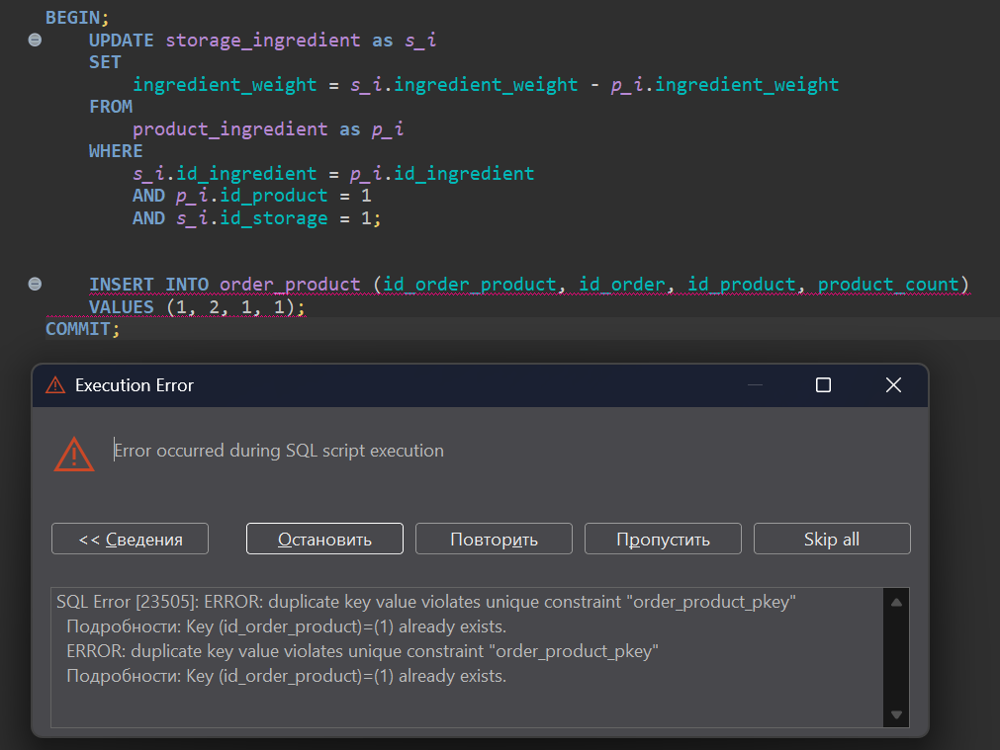 BEGIN;
UPDATE storage_ingredient as s_i
SET
ingredient_weight = s_i.ingredient_weight - p_i.ingredient_weight
FROM
product_ingredient as p_i
WHERE
s_i.id_ingredient = p_i.id_ingredient
AND p_i.id_product = 1
AND s_i.id_storage = 1;
INSERT INTO order_product (id_order_product, id_order, id_product, product_count)
VALUES (1, 2, 1, 1);
COMMIT;
Execution Error
Error occurred during SQL script execution
<< Сведения Остановить Повторить Пропустить Skip all
SQL Error [23505]: ERROR: duplicate key value violates unique constraint "order_product_pkey"
Подробности: Key (id_order_product)=(1) already exists.
ERROR: duplicate key value violates unique constraint "order_product_pkey"
Подробности: Key (id_order_product)=(1) already exists.